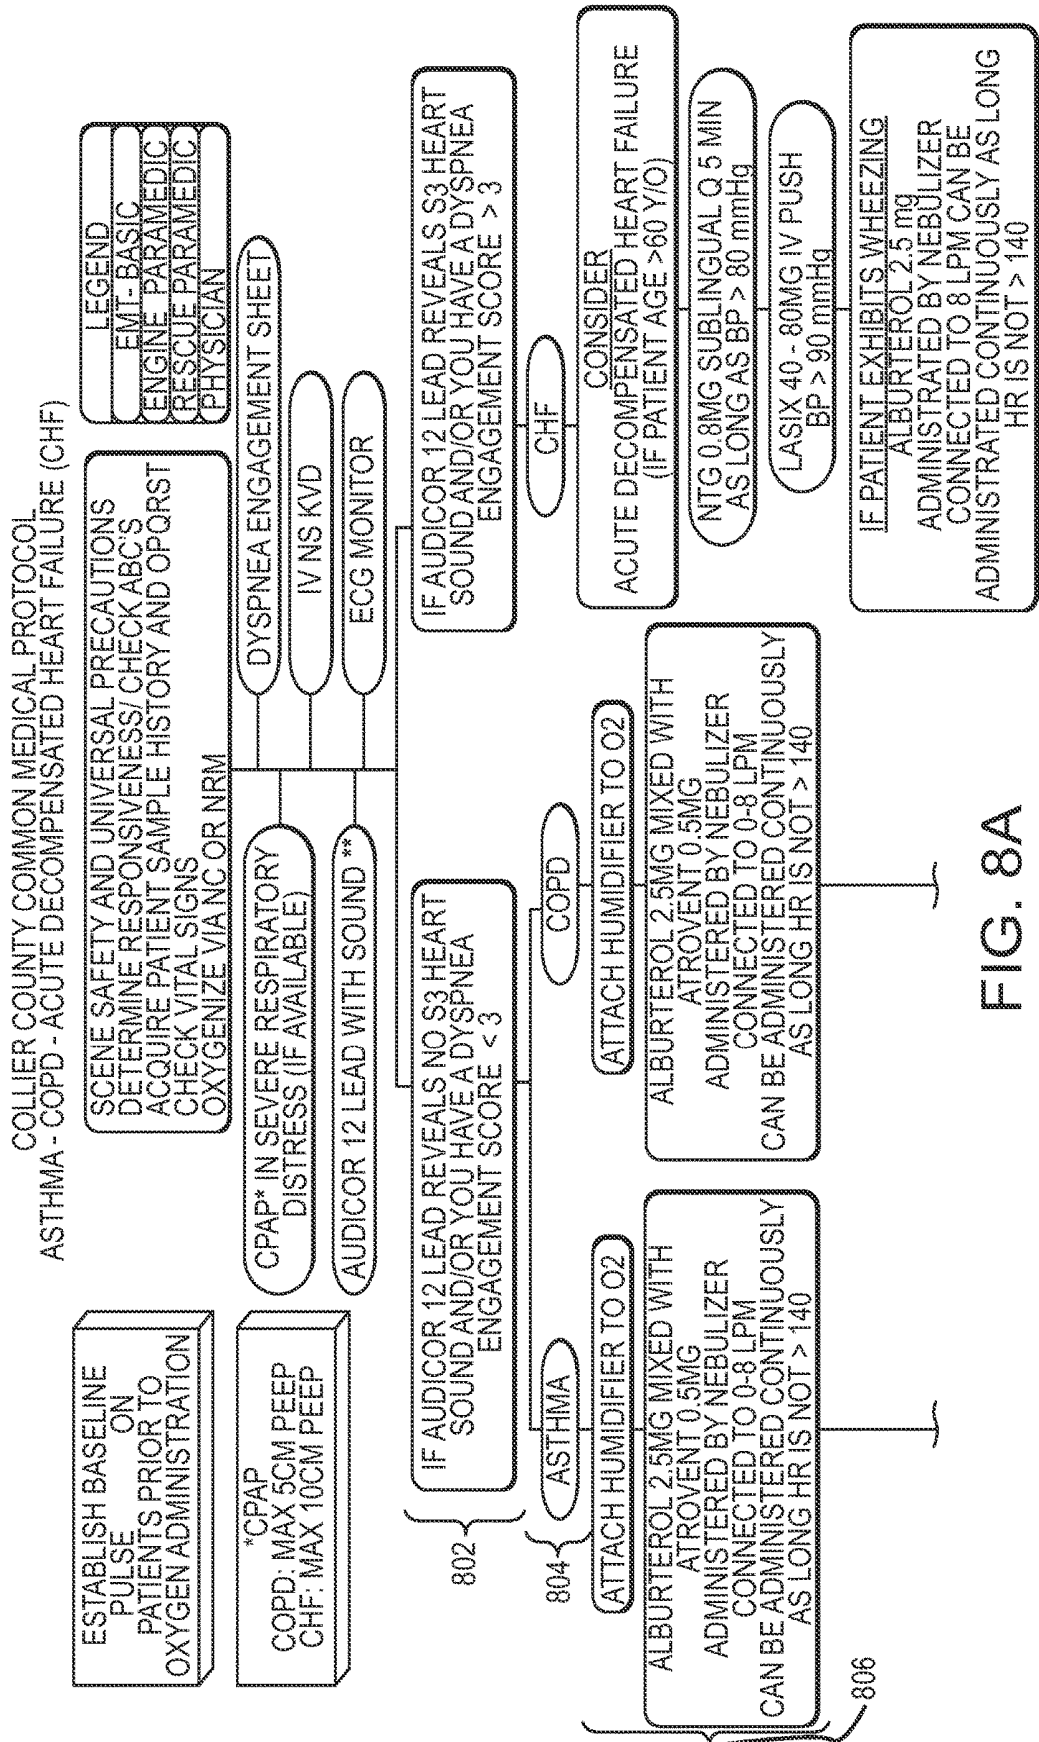 COLLIER COUNTY COMMON MEDICAL PROTOCOL
ASTHMA - COPD - ACUTE DECOMPENSATED HEART FAILURE (CHF)
ESTABLISH BASELINE
PULSE ON
PATIENTS PRIOR TO
OXYGEN ADMINISTRATION
SCENE SAFETY AND UNIVERSAL PRECAUTIONS
DETERMINE RESPONSIVENESS/ CHECK ABC'S
ACQUIRE PATIENT SAMPLE HISTORY AND OPQRST
CHECK VITAL SIGNS
OXYGENIZE VIA NC OR NRM
LEGEND
EMT- BASIC
ENGINE PARAMEDIC
RESCUE PARAMEDIC
PHYSICIAN
*CPAP
COPD: MAX 5CM PEEP
CHF: MAX 10CM PEEP
CPAP* IN SEVERE RESPIRATORY
DISTRESS (IF AVAILABLE)
AUDICOR 12 LEAD WITH SOUND **
DYSPNEA ENGAGEMENT SHEET
IV NS KVD
ECG MONITOR
802
IF AUDICOR 12 LEAD REVEALS NO S3 HEART
SOUND AND/OR YOU HAVE A DYSPNEA
ENGAGEMENT SCORE < 3
IF AUDICOR 12 LEAD REVEALS S3 HEART
SOUND AND/OR YOU HAVE A DYSPNEA
ENGAGEMENT SCORE > 3
804
ASTHMA
ATTACH HUMIDIFIER TO O2
ALBURTEROL 2.5MG MIXED WITH
ATROVENT 0.5MG
ADMINISTERED BY NEBULIZER
CONNECTED TO 0-8 LPM
CAN BE ADMINISTERED CONTINUOUSLY
AS LONG HR IS NOT > 140
806
COPD
ATTACH HUMIDIFIER TO O2
ALBURTEROL 2.5MG MIXED WITH
ATROVENT 0.5MG
ADMINISTERED BY NEBULIZER
CONNECTED TO 0-8 LPM
CAN BE ADMINISTERED CONTINUOUSLY
AS LONG HR IS NOT > 140
CHF
CONSIDER
ACUTE DECOMPENSATED HEART FAILURE
(IF PATIENT AGE >60 Y/O)
NTG 0.8MG SUBLINGUAL Q 5 MIN
AS LONG AS BP > 80 mmHg
LASIX 40 - 80MG IV PUSH
BP > 90 mmHg
IF PATIENT EXHIBITS WHEEZING
ALBURTEROL 2.5 mg
ADMINISTRATED BY NEBULIZER
CONNECTED TO 8 LPM CAN BE
ADMINISTRATED CONTINUOUSLY AS LONG
HR IS NOT > 140
FIG. 8A